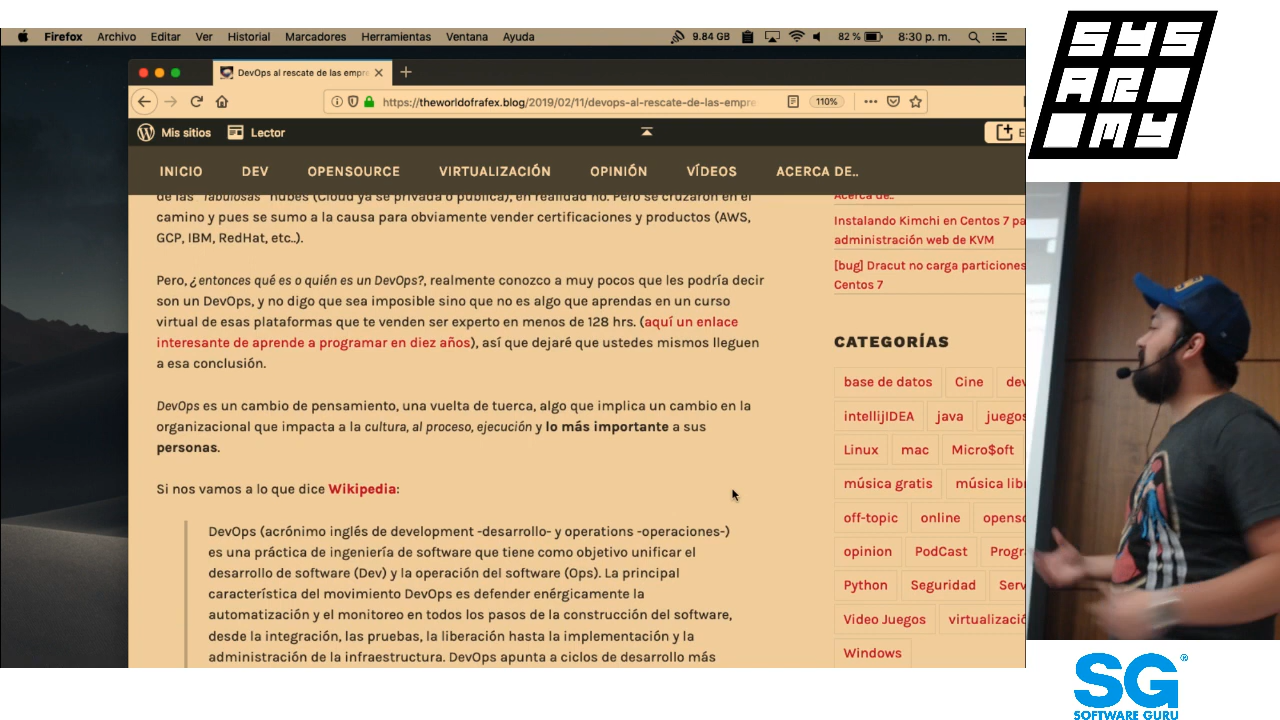 Firefox Archivo Editar Ver Historial Marcadores Herramientas Ventana Ayuda 9.84 GB 82 % 8:30 p. m.
DevOps al rescate de las empre
https://theworldofrafex.blog/2019/02/11/devops-al-rescate-de-las-empre 110%
Mis sitios Lector E
INICIO DEV OPENSOURCE VIRTUALIZACIÓN OPINIÓN VÍDEOS ACERCA DE..
de las "fabulosas" nubes (Cloud ya se privada o pública), en realidad no. Pero se cruzaron en el
camino y pues se sumo a la causa para obviamente vender certificaciones y productos (AWS,
GCP, IBM, RedHat, etc..).
Pero, ¿entonces qué es o quién es un DevOps?, realmente conozco a muy pocos que les podría decir
son un DevOps, y no digo que sea imposible sino que no es algo que aprendas en un curso
virtual de esas plataformas que te venden ser experto en menos de 128 hrs. (aquí un enlace
interesante de aprende a programar en diez años), así que dejaré que ustedes mismos lleguen
a esa conclusión.
DevOps es un cambio de pensamiento, una vuelta de tuerca, algo que implica un cambio en la
organizacional que impacta a la cultura, al proceso, ejecución y lo más importante a sus
personas.
Si nos vamos a lo que dice Wikipedia:
DevOps (acrónimo inglés de development -desarrollo- y operations -operaciones-)
es una práctica de ingeniería de software que tiene como objetivo unificar el
desarrollo de software (Dev) y la operación del software (Ops). La principal
característica del movimiento DevOps es defender enérgicamente la
automatización y el monitoreo en todos los pasos de la construcción del software,
desde la integración, las pruebas, la liberación hasta la implementación y la
administración de la infraestructura. DevOps apunta a ciclos de desarrollo más
Acerca de..
Instalando Kimchi en Centos 7 pa
administración web de KVM
[bug] Dracut no carga particiones
Centos 7
CATEGORÍAS
base de datos Cine dev
intellijIDEA java juegos
Linux mac Micro$oft
música gratis música lib
off-topic online openso
opinion PodCast Progr
Python Seguridad Serv
Video Juegos virtualizació
Windows
SYS
AR
MY
SG
SOFTWARE GURU